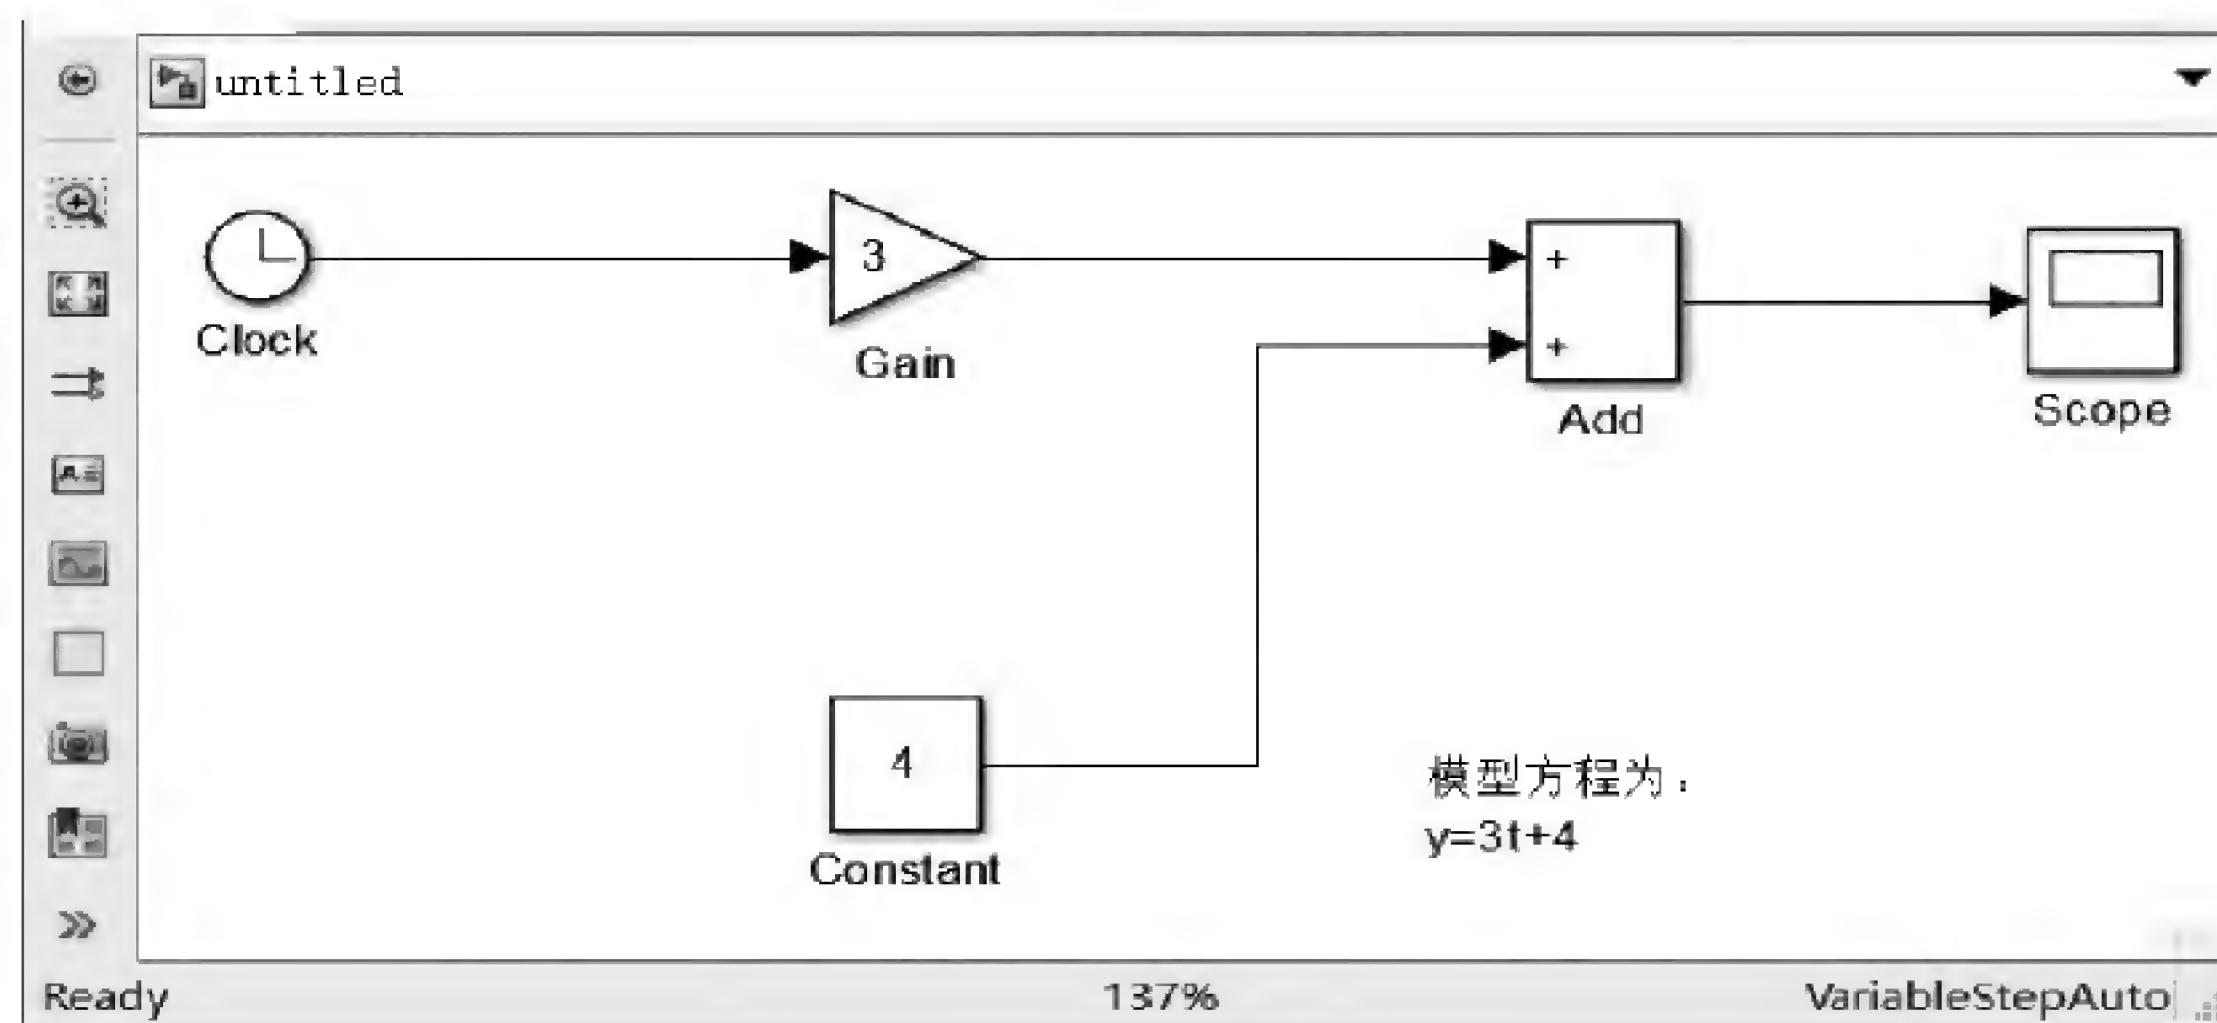 untitled
3
+
Clock
Gain
+
Add
Scope
4
模型方程为:
y=3t+4
Constant
Ready
137%
VariableStepAuto